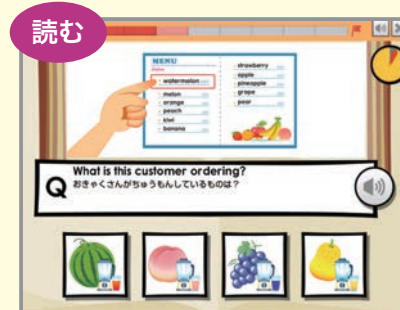 読む
MENU
watermelon
melon
orange
peach
kiwi
banana
strawberry
apple
pineapple
grape
pear
Q
What is this customer ordering?
おきゃくさんがちゅうもんしているものは?